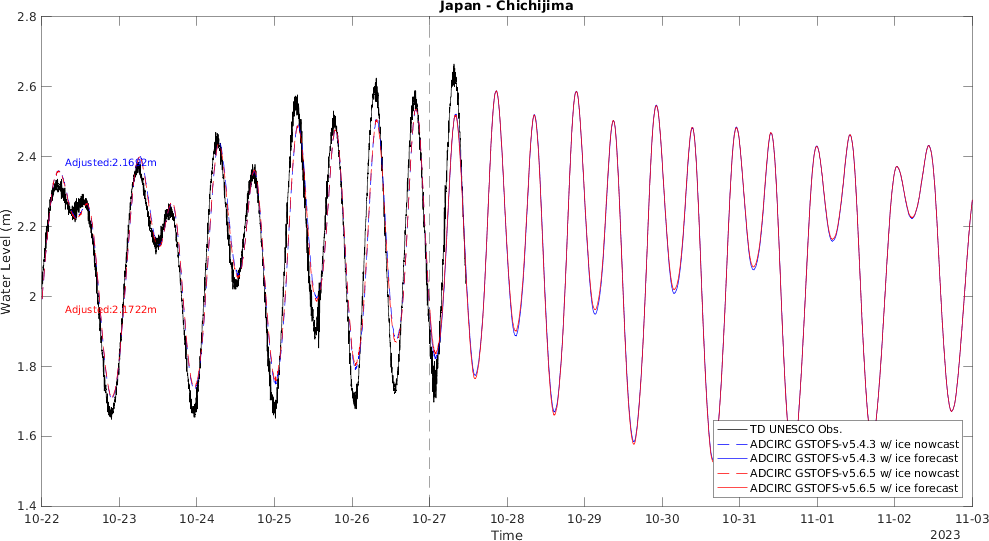 Japan - Chichijima
2.8
2.6
2.4
2.2
2
1.8
1.6
1.4
Water Level (m)
Adjusted:2.1692m
Adjusted:2.1722m
TD UNESCO Obs.
ADCIRC GSTOFS-v5.4.3 w/ ice nowcast
ADCIRC GSTOFS-v5.4.3 w/ ice forecast
ADCIRC GSTOFS-v5.6.5 w/ ice nowcast
ADCIRC GSTOFS-v5.6.5 w/ ice forecast
10-22 10-23 10-24 10-25 10-26 10-27 10-28 10-29 10-30 10-31 11-01 11-02 11-03
Time
2023